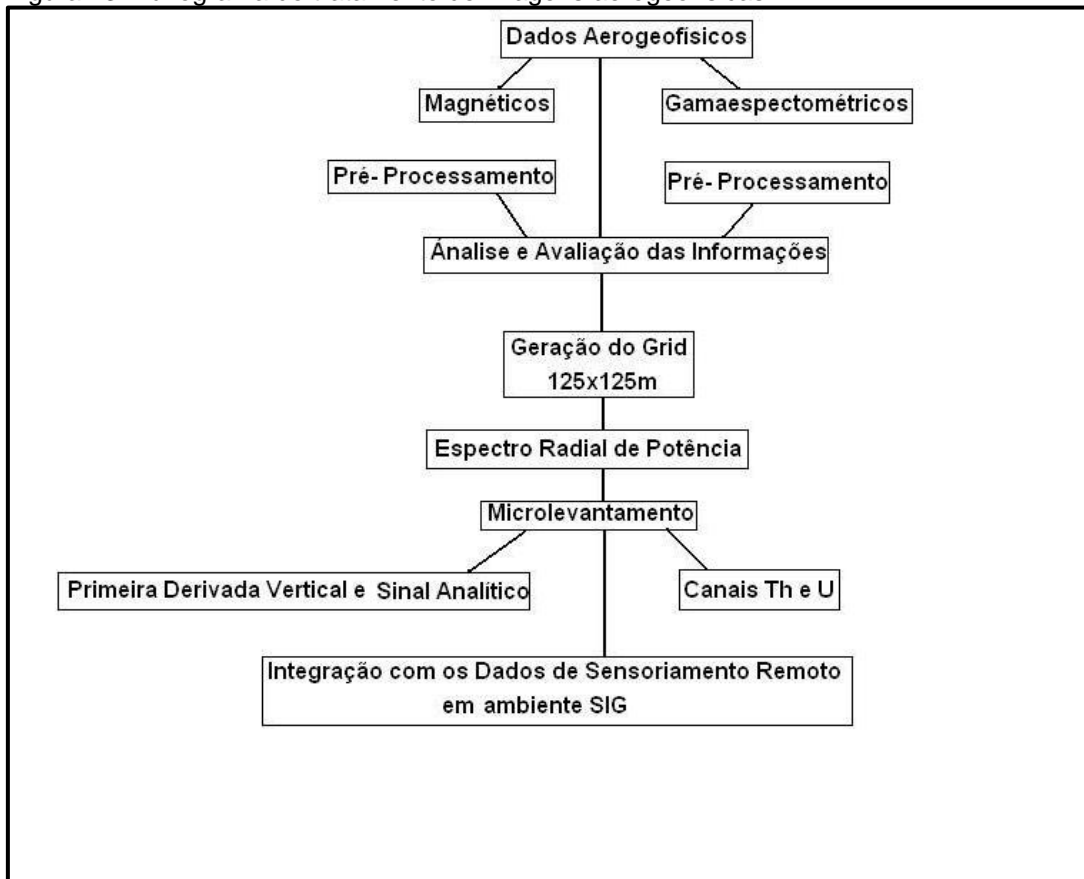 Dados Aerogeofísicos
Magnéticos
Gamaespectométricos
Pré- Processamento
Pré- Processamento
Ánalise e Avaliação das Informações
Geração do Grid
125x125m
Espectro Radial de Potência
Microlevantamento
Primeira Derivada Vertical e Sinal Analítico
Canais Th e U
Integração com os Dados de Sensoriamento Remoto
em ambiente SIG